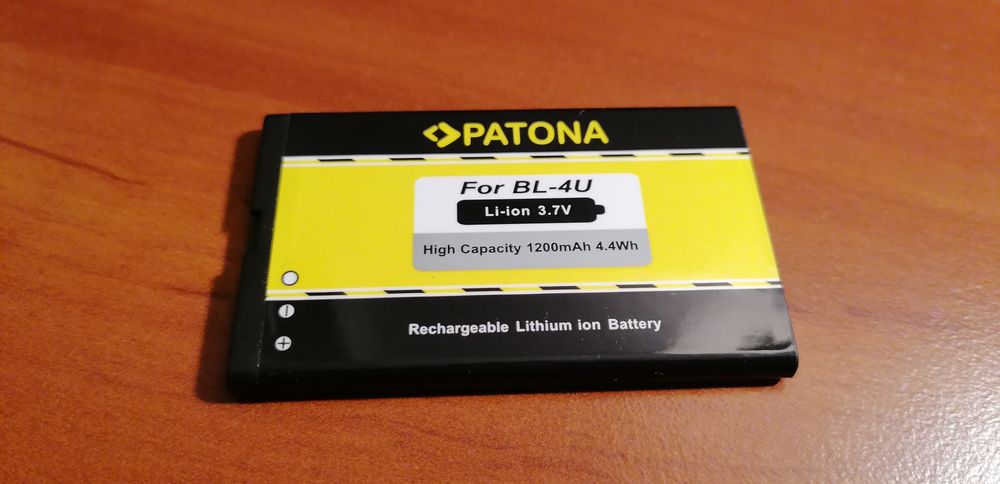 PATONA
For BL-4U
Li-ion 3.7V
High Capacity 1200mAh 4.4Wh
Rechargeable Lithium ion Battery